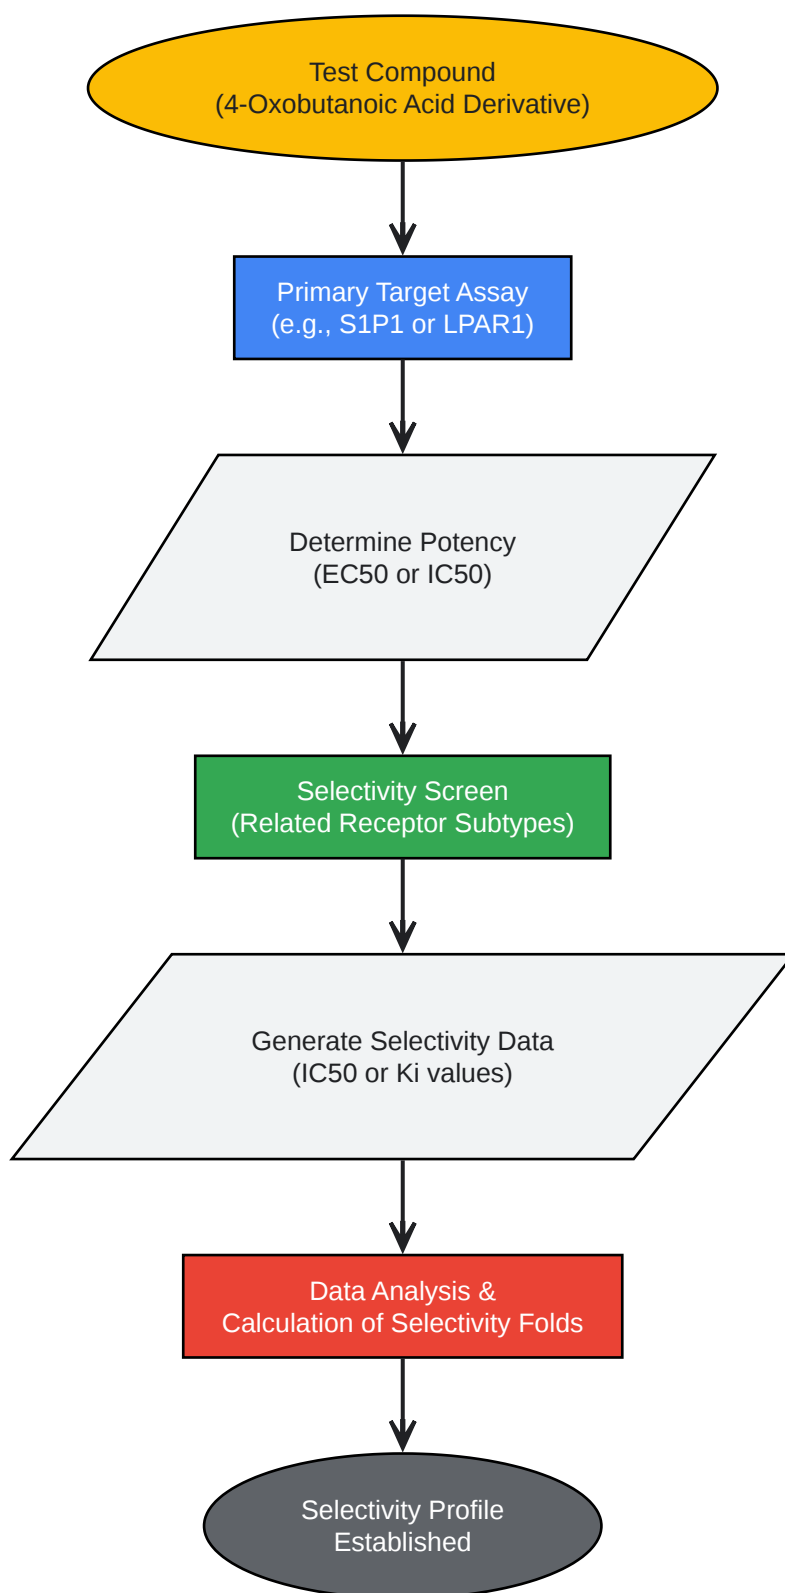 Test Compound
(4-Oxobutanoic Acid Derivative)
Primary Target Assay
(e.g., S1P1 or LPAR1)
Determine Potency
(EC50 or IC50)
Selectivity Screen
(Related Receptor Subtypes)
Generate Selectivity Data
(IC50 or Ki values)
Data Analysis &
Calculation of Selectivity Folds
Selectivity Profile
Established